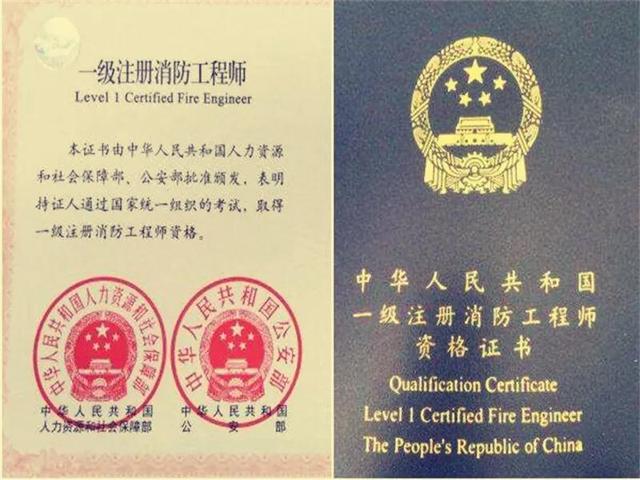 一级注册消防工程师
Level 1 Certified Fire Engineer
本证书由中华人民共和国人力资源
和社会保障部、公安部批准颁发，表明
持证人通过国家统一组织的考试，取得
一级注册消防工程师资格。
中华人民共和国人力资源和社会保障部
中华人民共和国公安部
中华人民共和国
人力资源和社会保障部
中华人民共和国
公安部
中华人民共和国
一级注册消防工程师
资格证书
Qualification Certificate
Level 1 Certified Fire Engineer
The People's Republic of China